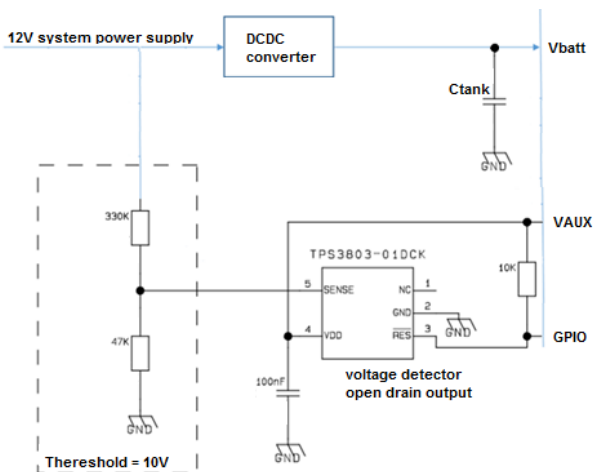 12V system power supply
DCDC
converter
Vbatt
Ctank
GND
330K
VAUX
TPS3803-01DCK
10K
5 SENSE
NC 1
GND 2
GND
47K
4 VDD
RES 3
GPIO
100nF
voltage detector
open drain output
GND
GND
Thereshold = 10V